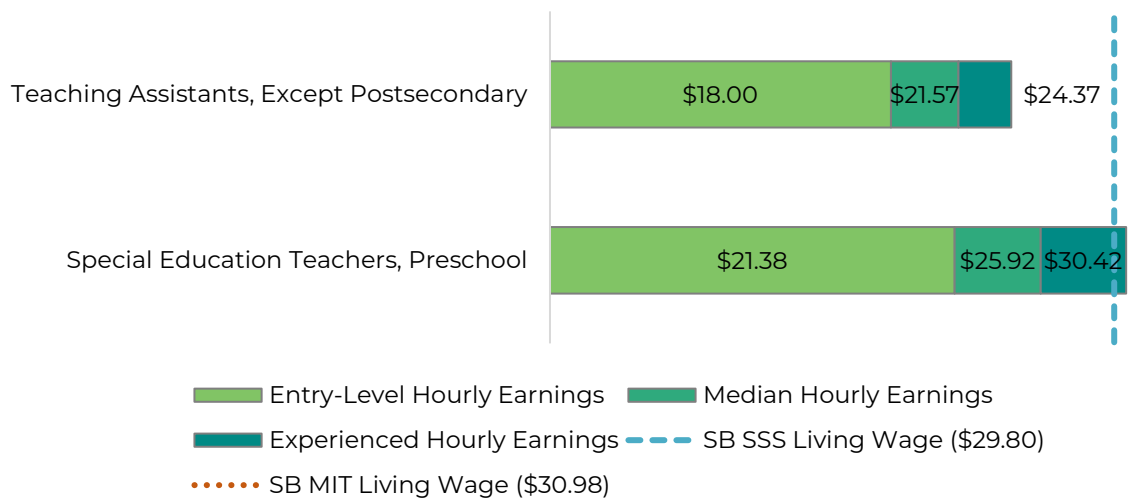 Teaching Assistants, Except Postsecondary $18.00 $21.57 $24.37
Special Education Teachers, Preschool $21.38 $25.92 $30.42
Entry-Level Hourly Earnings Median Hourly Earnings
Experienced Hourly Earnings SB SSS Living Wage ($29.80)
SB MIT Living Wage ($30.98)